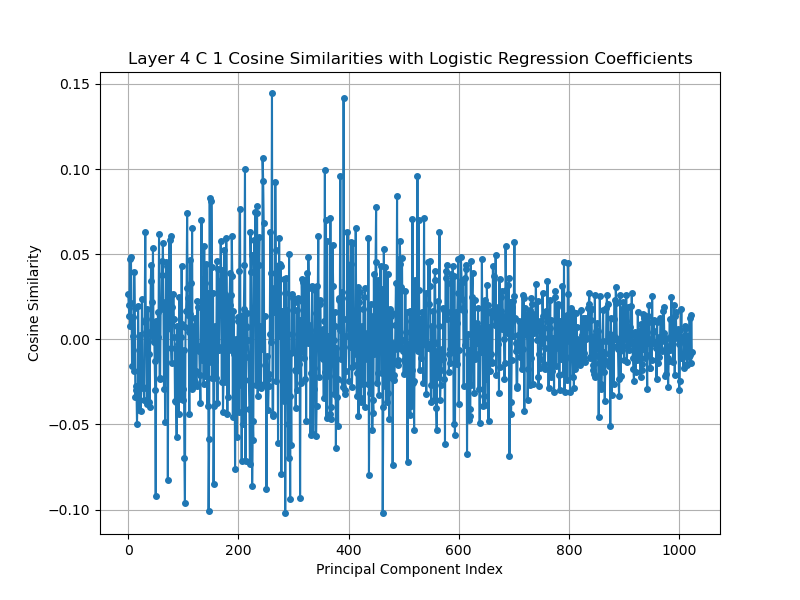 Layer 4 C 1 Cosine Similarities with Logistic Regression Coefficients
0.15
0.10
0.05
0.00
−0.05
−0.10
Cosine Similarity
0 200 400 600 800 1000
Principal Component Index